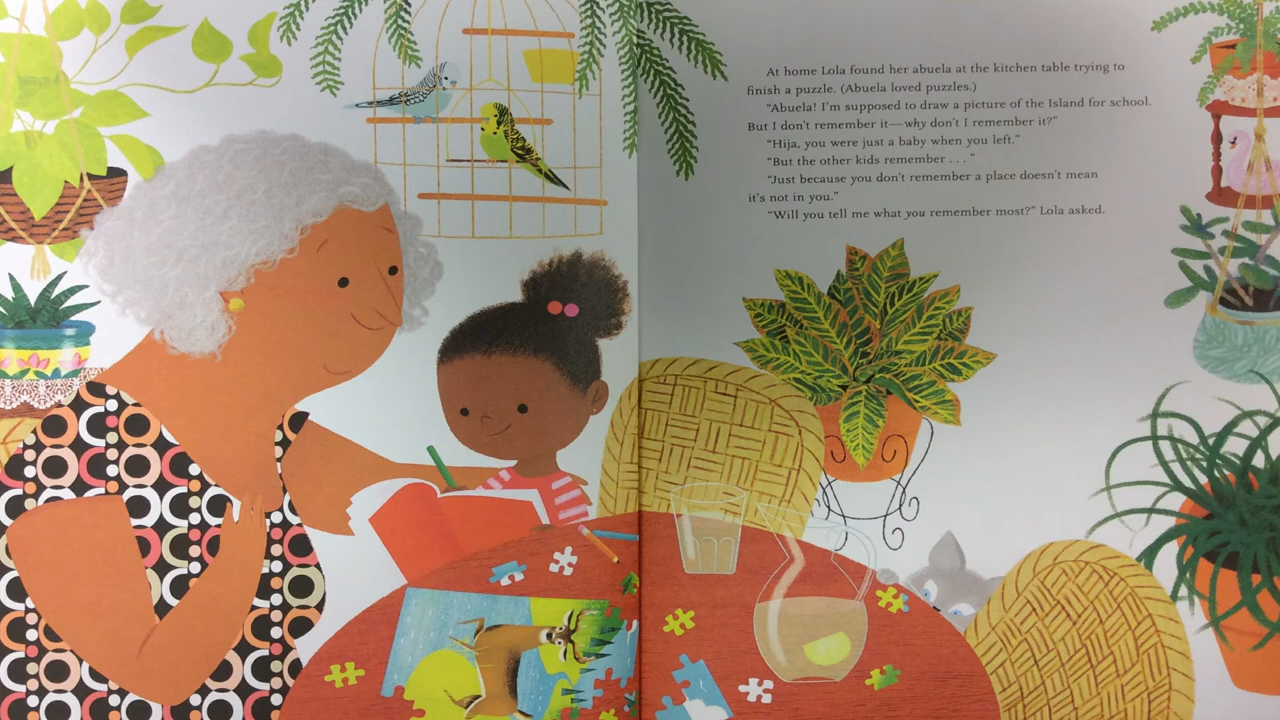 At home Lola found her abuela at the kitchen table trying to
finish a puzzle. (Abuela loved puzzles.)
“Abuela! I’m supposed to draw a picture of the Island for school.
But I don’t remember it—why don’t I remember it?”
“Hija, you were just a baby when you left.”
“But the other kids remember . . . ”
“Just because you don’t remember a place doesn’t mean
it’s not in you.”
“Will you tell me what you remember most?” Lola asked.